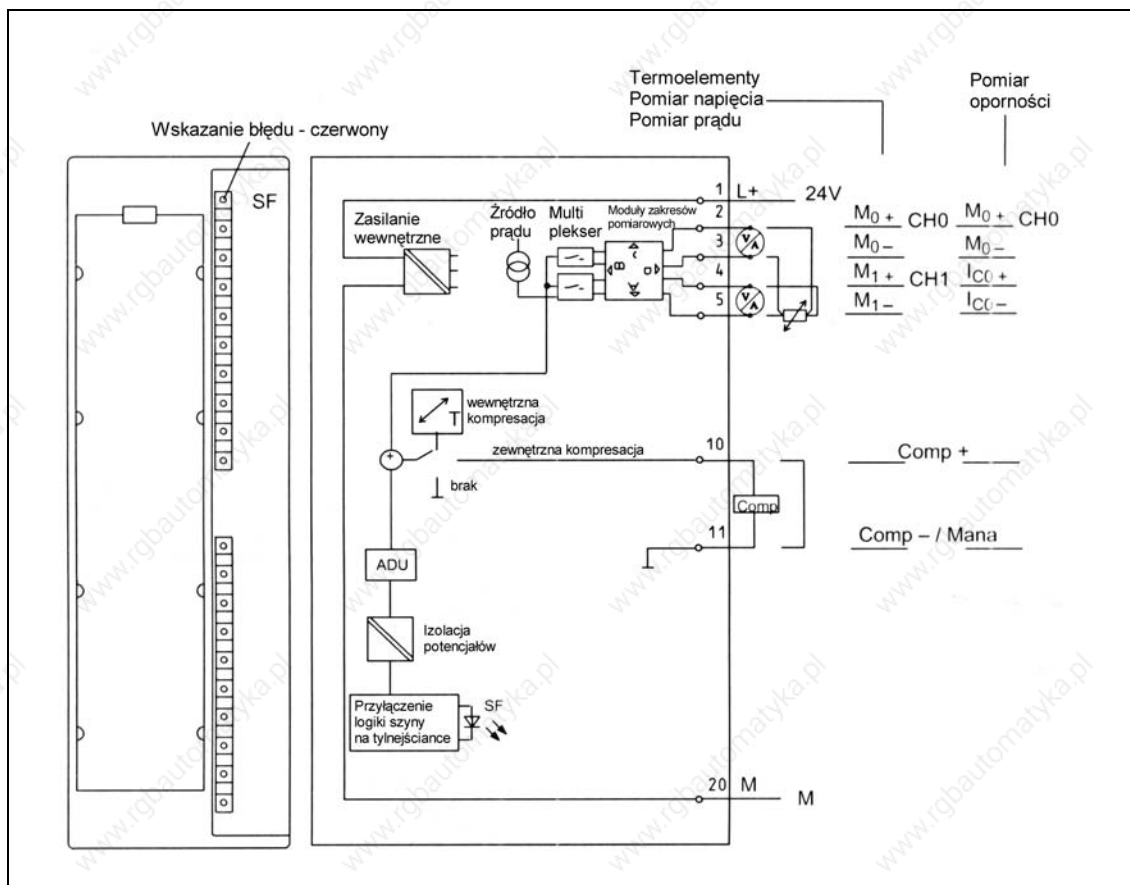 Termoelementy
Pomiar napięcia
Pomiar prądu
Pomiar
oporności
Wskazanie błędu - czerwony
SF
Zasilanie
wewnętrzne
Źródło
prądu
Multi
plekser
Moduły zakresów
pomiarowych
A
B
C
D
1 L+ 24V
2
3
4
5
V
A
V
A
M0 + CH0 M0 + CH0
M0 – M0 –
M1 + CH1 IC0 +
M1 – IC0 –
wewnętrzna
kompresacja
T
+
zewnętrzna kompresacja
brak
10
Comp +
Comp
11
Comp – / Mana
ADU
Izolacja
potencjałów
Przyłączenie
logiki szyny
na tylnejściance
SF
20 M
M
www.rgbautomatyka.pl